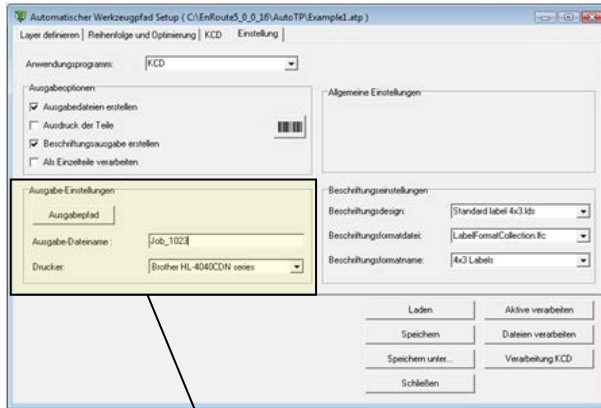 Automatischer Werkzeugpfad Setup ( C:\EnRoute5_0_0_16\AutoTP\Example1.atp )
Layer definieren | Reihenfolge und Optimierung | KCD | Einstellung
Anwendungsprogramm: KCD
Ausgabeoptionen
Ausgabedateien erstellen
Ausdruck der Teile
Beschriftungsausgabe erstellen
Als Einzelteile verarbeiten
Allgemeine Einstellungen
Ausgabe-Einstellungen
Ausgabepfad
Ausgabe-Dateiname : Job_1023
Drucker: Brother HL-4040CDN series
Beschriftungseinstellungen
Beschriftungsdesign: Standard label 4x3.lds
Beschriftungsformatdatei: LabelFormatCollection.lfc
Beschriftungsformatname: 4x3 Labels
Laden
Aktive verarbeiten
Speichern
Dateien verarbeiten
Speichern unter...
Verarbeitung KCD
Schließen